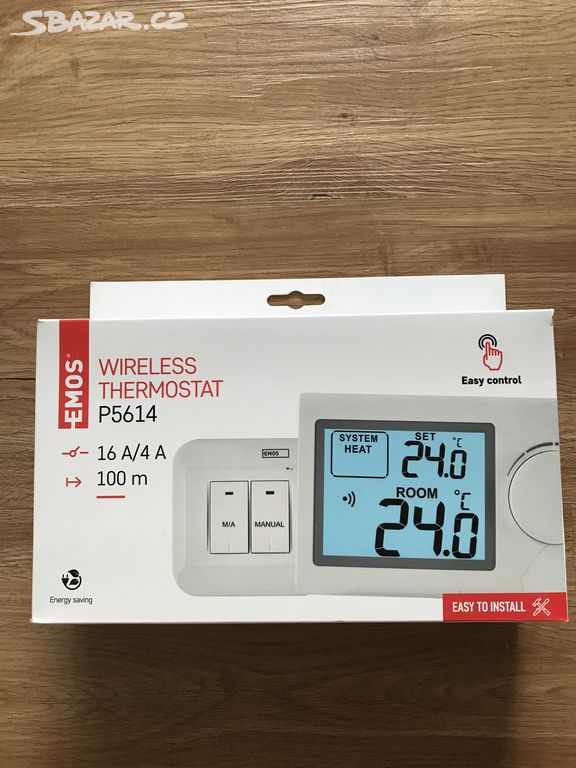 SBAZAR.CZ
EMOS
WIRELESS
THERMOSTAT
P5614
16 A/4 A
100 m
Energy saving
Easy control
EMOS
M/A
MANUAL
SYSTEM
HEAT
SET
24.0 °C
ROOM
24.0 °C
EASY TO INSTALL